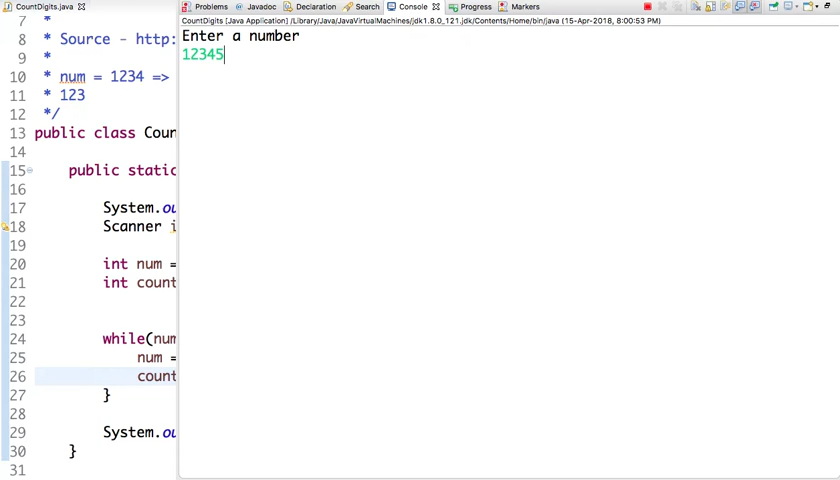 CountDigits.java
Problems Javadoc Declaration Search Console Progress Markers
CountDigits [Java Application] /Library/Java/JavaVirtualMachines/jdk1.8.0_121.jdk/Contents/Home/bin/java (15-Apr-2018, 8:00:53 PM)
Enter a number
12345
7 *
8 * Source - http:
9 *
10 * num = 1234 =>
11 * 123
12 */
13 public class Coun
14
15 public static
16
17 System.ou
18 Scanner i
19
20 int num =
21 int count
22
24 while(num
25 num =
26 count
27 }
28
29 System.ou
30 }
31